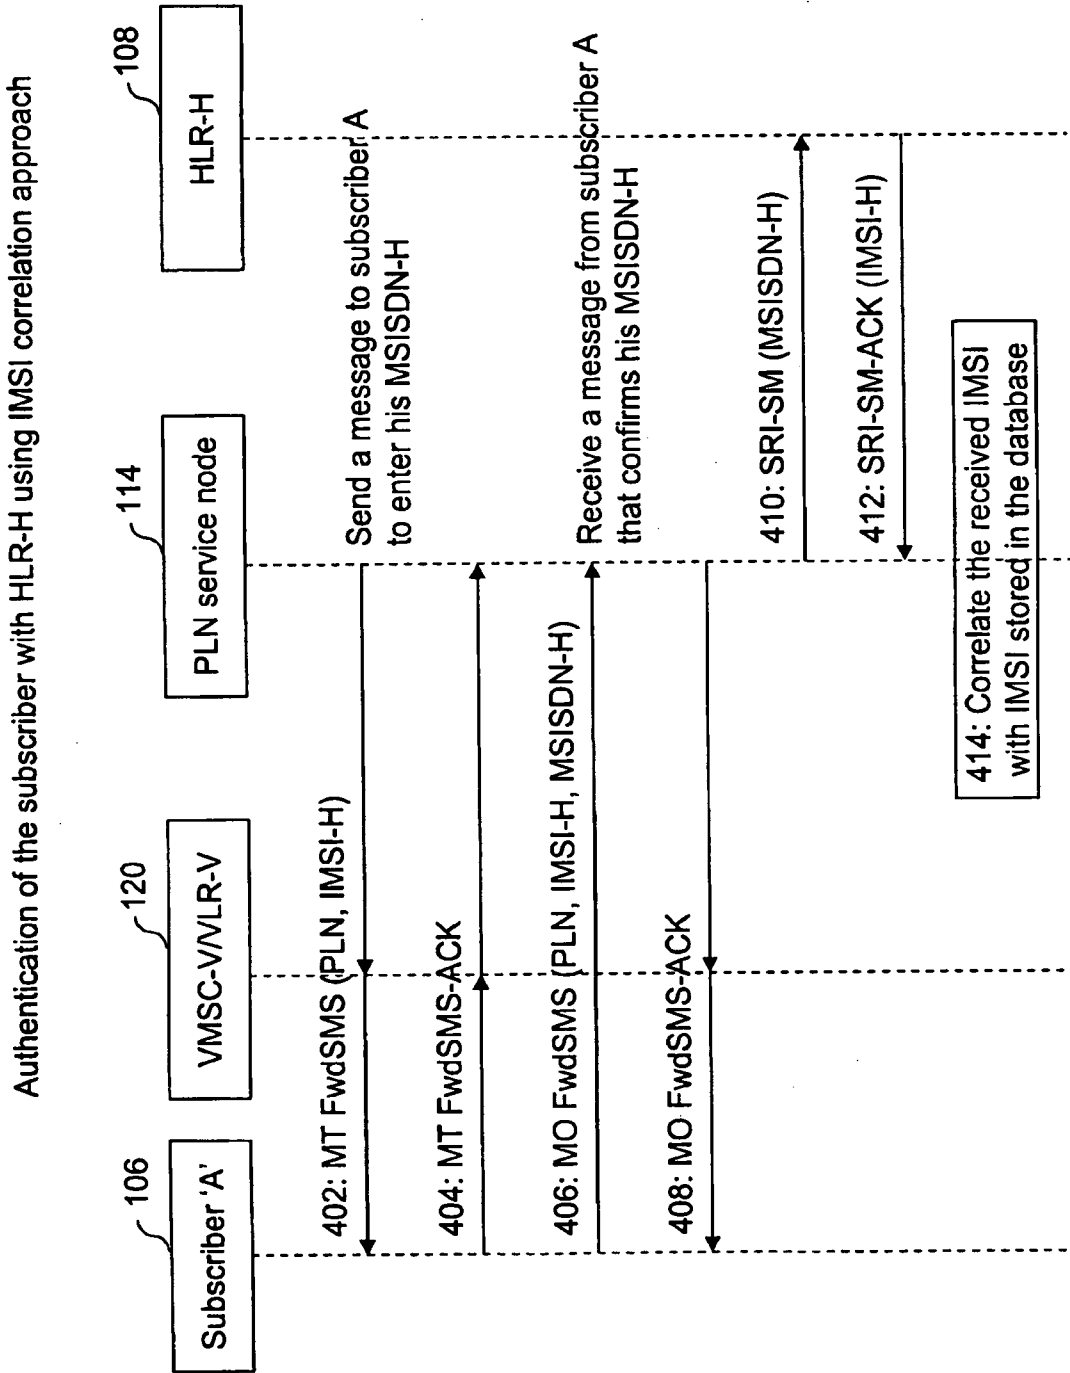 Authentication of the subscriber with HLR-H using IMSI correlation approach
106
120
114
108
Subscriber 'A'
VMSC-V/VLR-V
PLN service node
HLR-H
402: MT FwdSMS (PLN, IMSI-H)
Send a message to subscriber A
to enter his MSISDN-H
404: MT FwdSMS-ACK
406: MO FwdSMS (PLN, IMSI-H, MSISDN-H)
Receive a message from subscriber A
that confirms his MSISDN-H
408: MO FwdSMS-ACK
410: SRI-SM (MSISDN-H)
412: SRI-SM-ACK (IMSI-H)
414: Correlate the received IMSI
with IMSI stored in the database